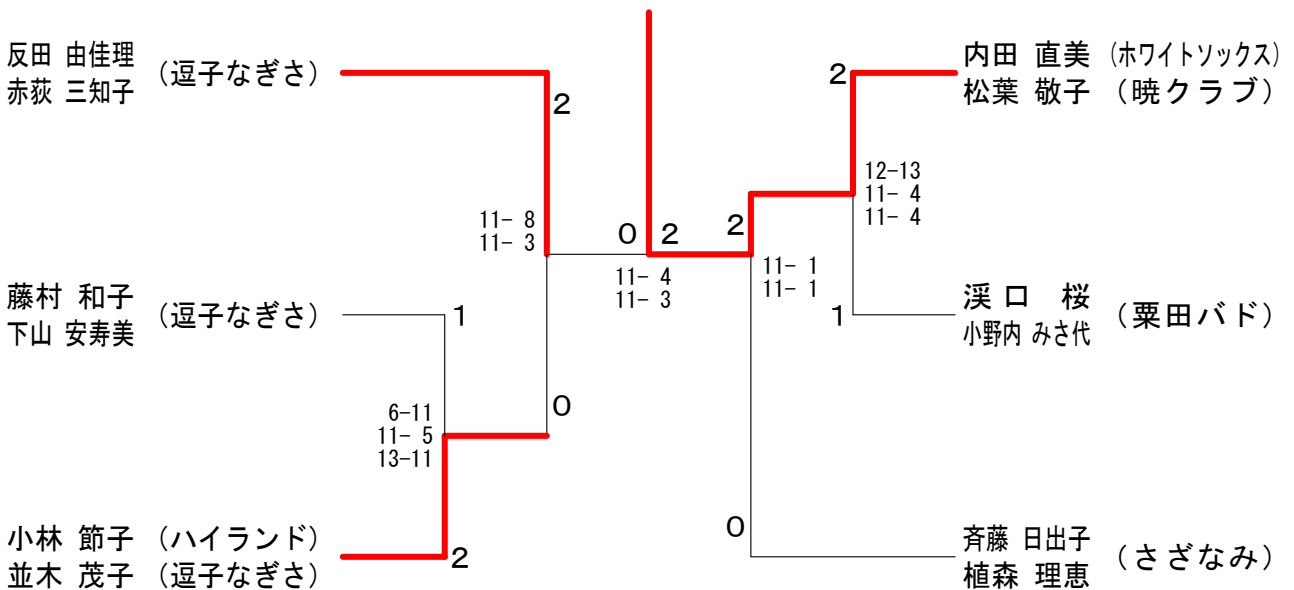 反田 由佳理
赤荻 三知子
(逗子なぎさ)
2
11- 8
11- 3
藤村 和子
下山 安寿美
(逗子なぎさ)
1
6-11
11- 5
13-11
0
小林 節子 (ハイランド)
並木 茂子 (逗子なぎさ)
2
0 2
11- 4
11- 3
内田 直美 (ホワイトソックス)
松葉 敬子 (暁クラブ)
2
12-13
11- 4
11- 4
2
11- 1
11- 1
渓口 桜
小野内 みさ代
(粟田バド)
1
斉藤 日出子
植森 理恵
(さざなみ)
0